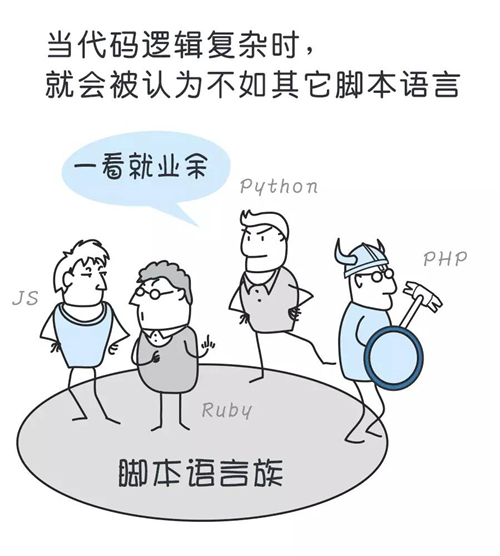 当代码逻辑复杂时，
就会被认为不如其它脚本语言
一看就业余
Python
PHP
JS
Ruby
脚本语言族